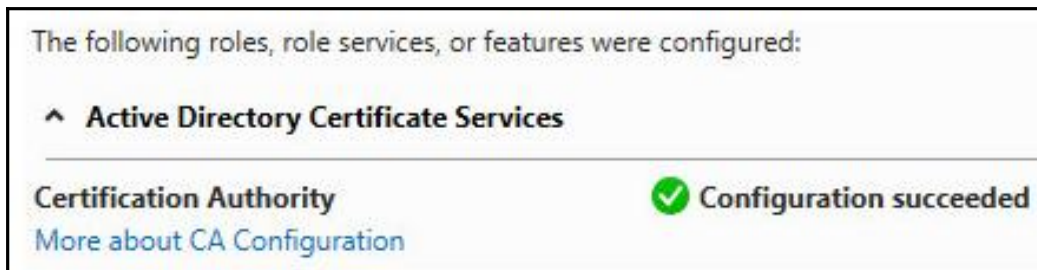 The following roles, role services, or features were configured:
Active Directory Certificate Services
Certification Authority Configuration succeeded
More about CA Configuration